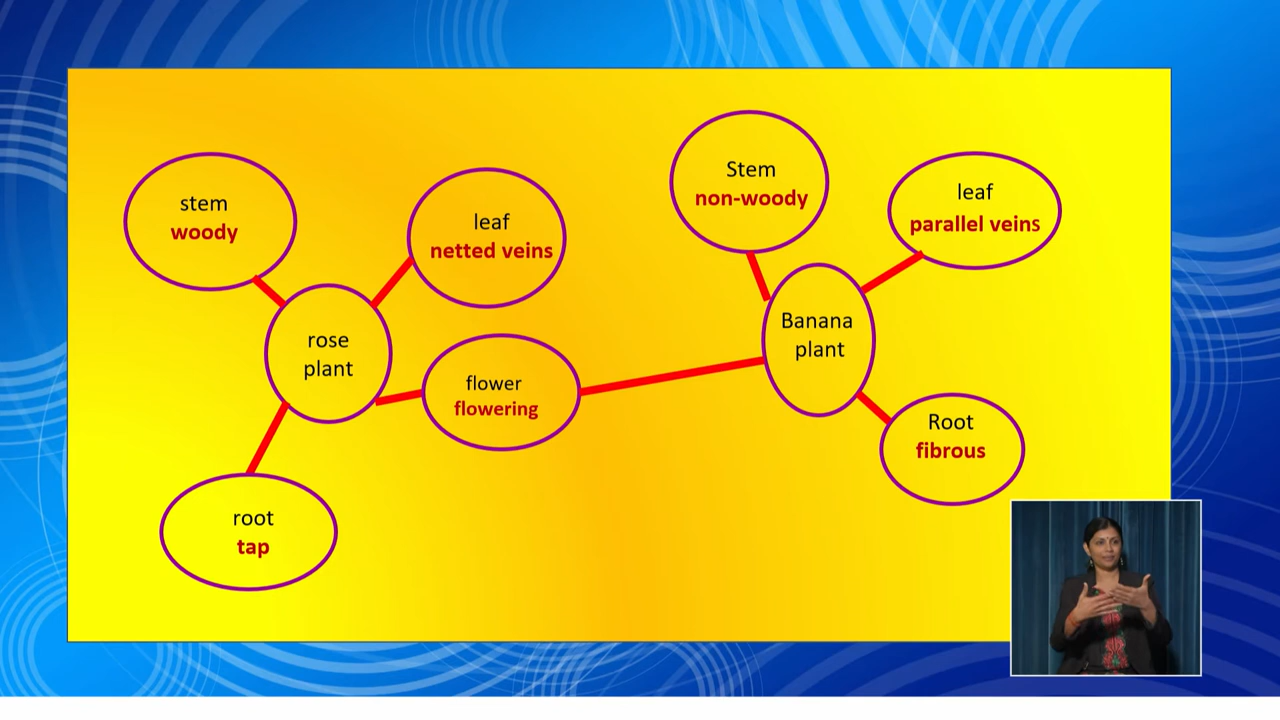 stem
woody
leaf
netted veins
rose
plant
flower
flowering
root
tap
Stem
non-woody
leaf
parallel veins
Banana
plant
Root
fibrous